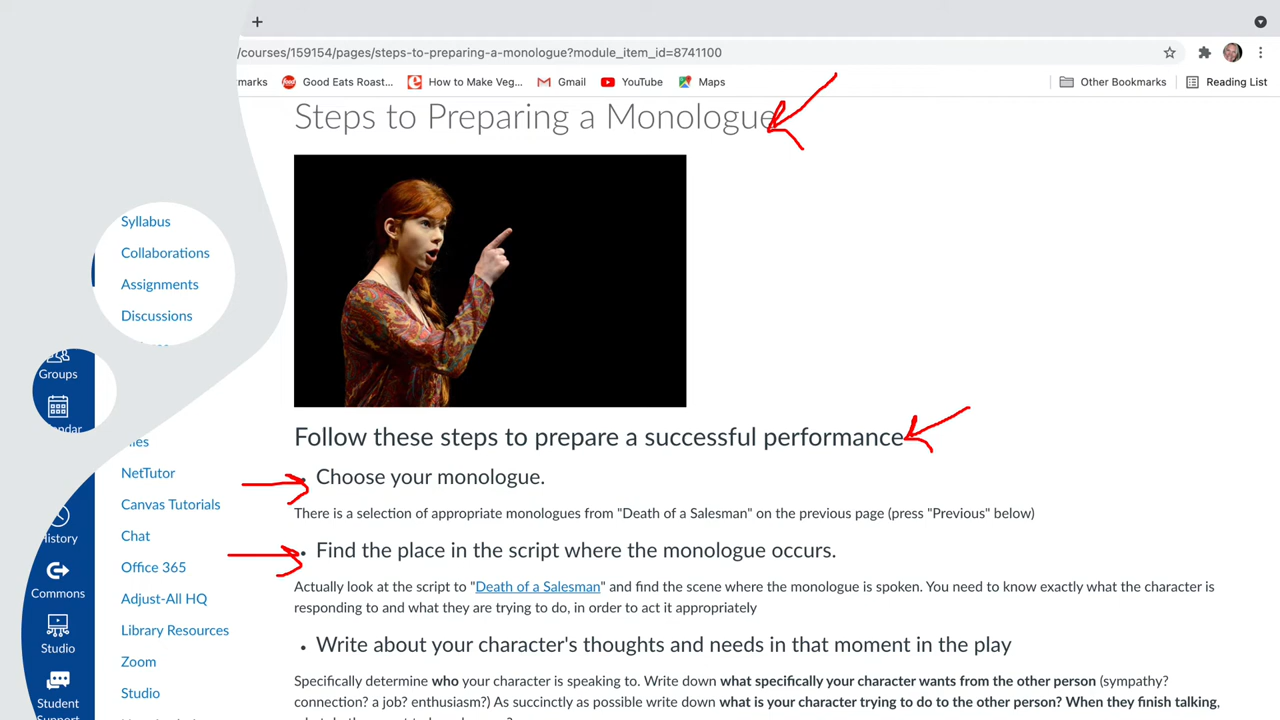 +
/courses/159154/pages/steps-to-preparing-a-monologue?module_item_id=8741100
marks Good Eats Roast... How to Make Veg... Gmail YouTube Maps Other Bookmarks Reading List
Steps to Preparing a Monologue
Syllabus
Collaborations
Assignments
Discussions
Groups
Follow these steps to prepare a successful performance
NetTutor
• Choose your monologue.
Canvas Tutorials
There is a selection of appropriate monologues from "Death of a Salesman" on the previous page (press "Previous" below)
Chat
History
• Find the place in the script where the monologue occurs.
Office 365
Commons
Actually look at the script to "Death of a Salesman" and find the scene where the monologue is spoken. You need to know exactly what the character is
responding to and what they are trying to do, in order to act it appropriately
Adjust-All HQ
Library Resources
Studio
• Write about your character's thoughts and needs in that moment in the play
Zoom
Specifically determine who your character is speaking to. Write down what specifically your character wants from the other person (sympathy?
connection? a job? enthusiasm?) As succinctly as possible write down what is your character trying to do to the other person? When they finish talking,
Studio
Student